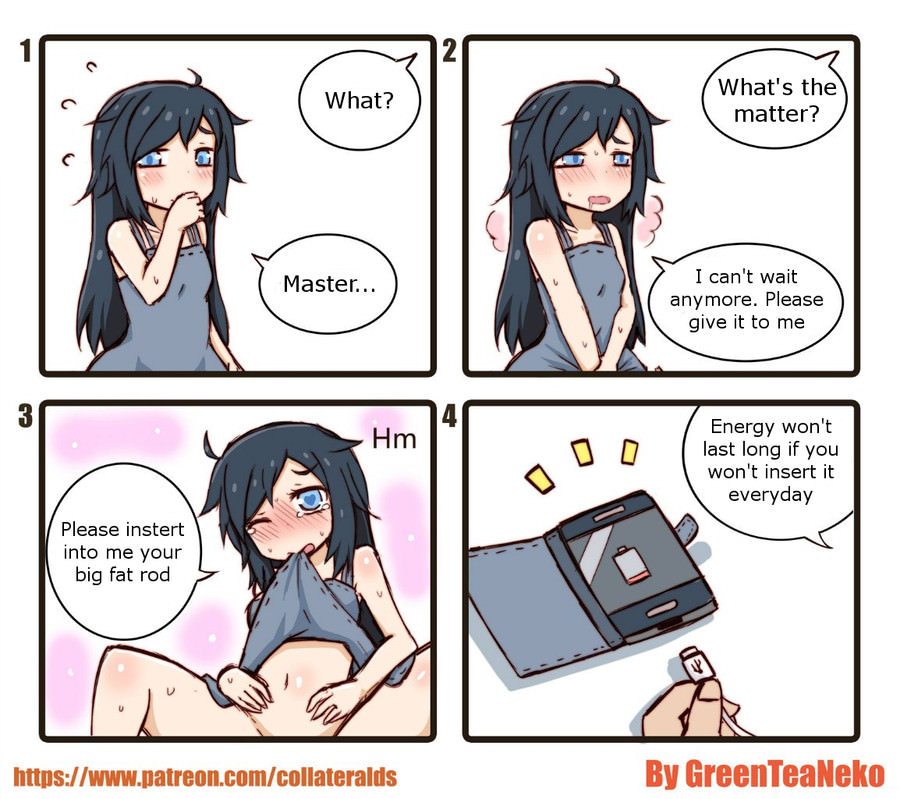 1
What?
Master...
2
What's the
matter?
I can't wait
anymore. Please
give it to me
3
Hm
Please instert
into me your
big fat rod
4
Energy won't
last long if you
won't insert it
everyday
https://www.patreon.com/collateralds
By GreenTeaNeko